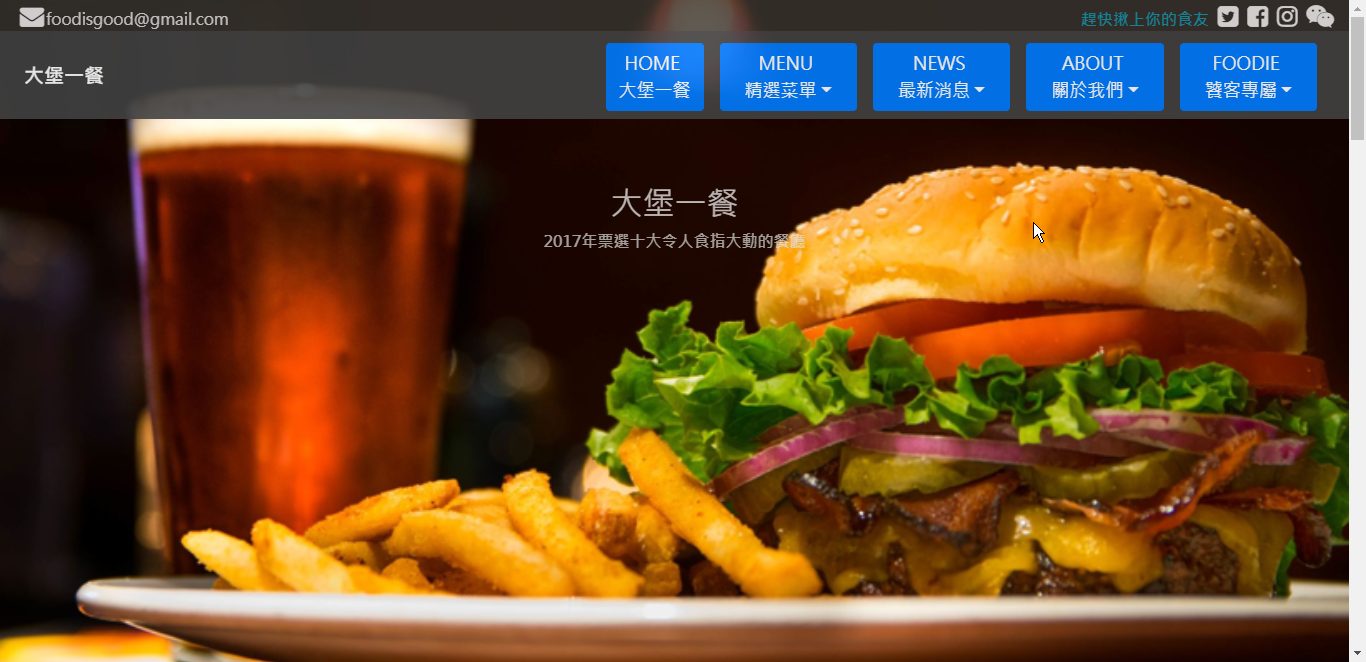 foodisgood@gmail.com
趕快揪上你的食友
大堡一餐
HOME
大堡一餐
MENU
精選菜單
NEWS
最新消息
ABOUT
關於我們
FOODIE
饕客專屬
大堡一餐
2017年票選十大令人食指大動的餐廳